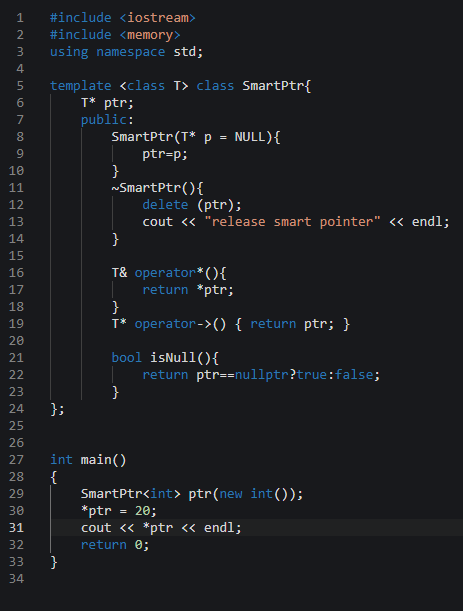 1 #include <iostream>
2 #include <memory>
3 using namespace std;
4
5 template <class T> class SmartPtr{
6     T* ptr;
7     public:
8         SmartPtr(T* p = NULL){
9             ptr=p;
10         }
11         ~SmartPtr(){
12             delete (ptr);
13             cout << "release smart pointer" << endl;
14         }
15
16         T& operator*(){
17             return *ptr;
18         }
19         T* operator->() { return ptr; }
20
21         bool isNull(){
22             return ptr==nullptr?true:false;
23         }
24 };
25
26
27 int main()
28 {
29     SmartPtr<int> ptr(new int());
30     *ptr = 20;
31     cout << *ptr << endl;
32     return 0;
33 }
34